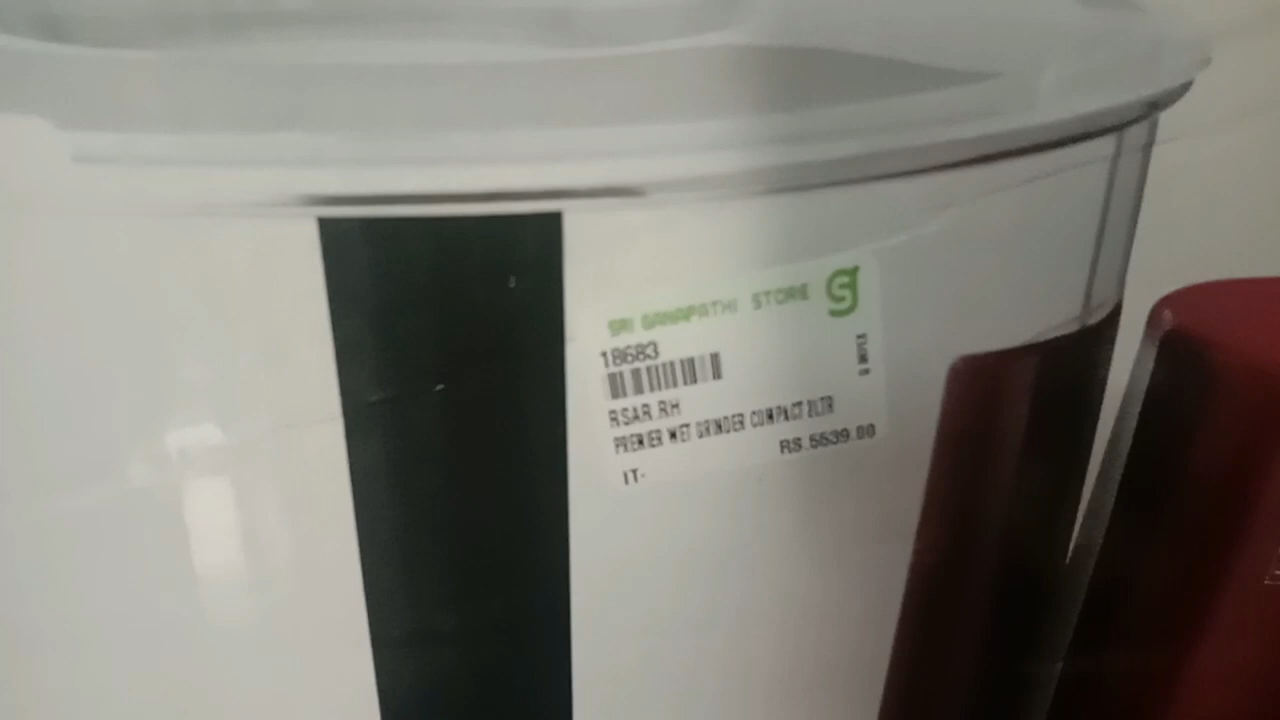 SRI GANAPATHI STORE
18683
RSAR RH
PREMIER WET GRINDER COMPACT 2LTR
RS.5539.00
IT-